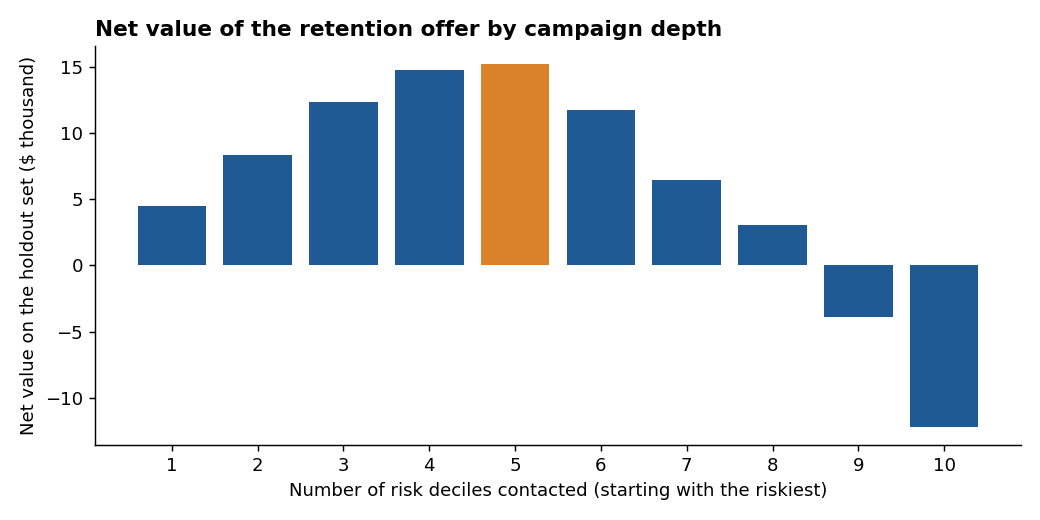 Net value of the retention offer by campaign depth
Net value on the holdout set ($ thousand)
15
10
5
0
−5
−10
1 2 3 4 5 6 7 8 9 10
Number of risk deciles contacted (starting with the riskiest)